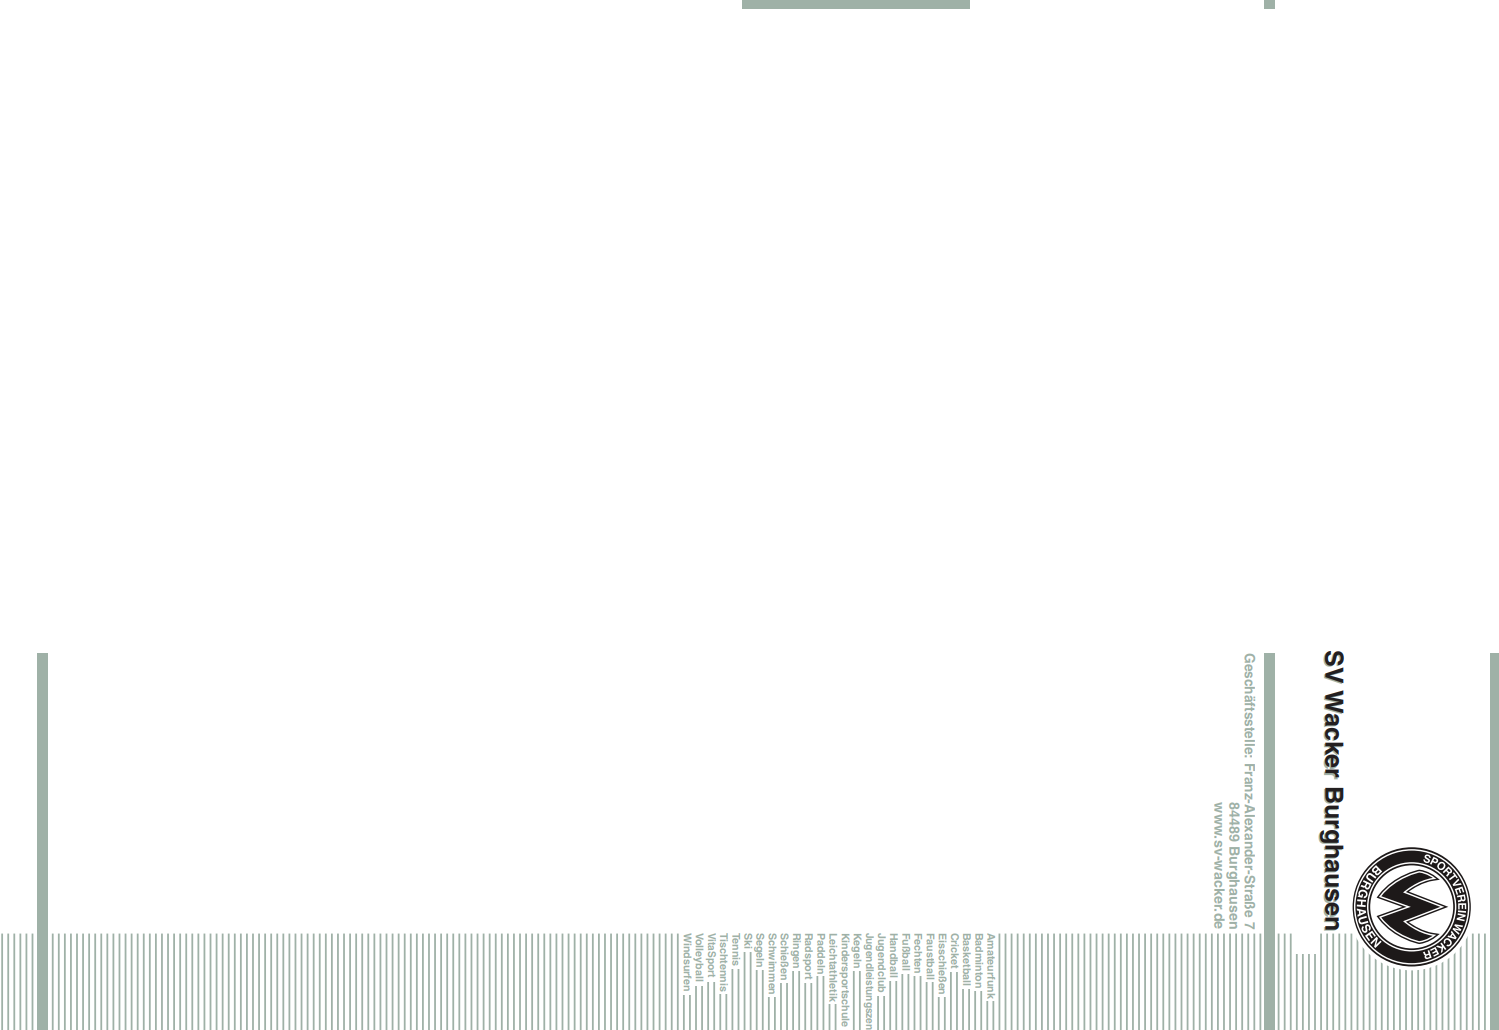 SPORTVEREIN WACKER
BURGHAUSEN
SV Wacker Burghausen
Geschäftsstelle: Franz-Alexander-Straße 7
84489 Burghausen
www.sv-wacker.de
Amateurfunk
Badminton
Basketball
Cricket
Eisschießen
Faustball
Fechten
Fußball
Handball
Jugendclub
Jugendleistungszen
Kegeln
Kindersportschule
Leichtathletik
Paddeln
Radsport
Ringen
Schießen
Schwimmen
Segeln
Ski
Tennis
Tischtennis
VitaSport
Volleyball
Windsurfen